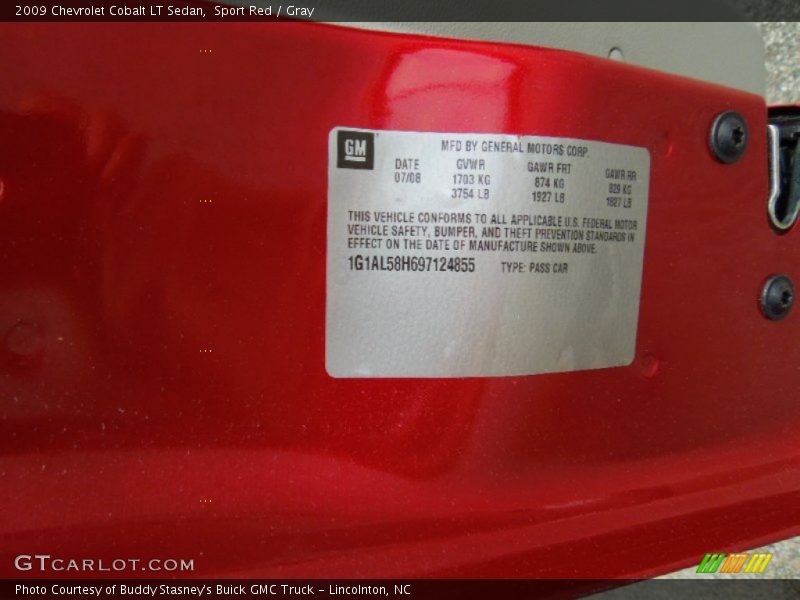 2009 Chevrolet Cobalt LT Sedan, Sport Red / Gray
GM
MFD BY GENERAL MOTORS CORP.
DATE GVWR GAWR FRT GAWR RR
07/08 1703 KG 874 KG 829 KG
3754 LB 1927 LB 1827 LB
THIS VEHICLE CONFORMS TO ALL APPLICABLE U.S. FEDERAL MOTOR
VEHICLE SAFETY, BUMPER, AND THEFT PREVENTION STANDARDS IN
EFFECT ON THE DATE OF MANUFACTURE SHOWN ABOVE.
1G1AL58H697124855 TYPE: PASS CAR
GTCARLOT.COM
Photo Courtesy of Buddy Stasney's Buick GMC Truck - Lincolnton, NC